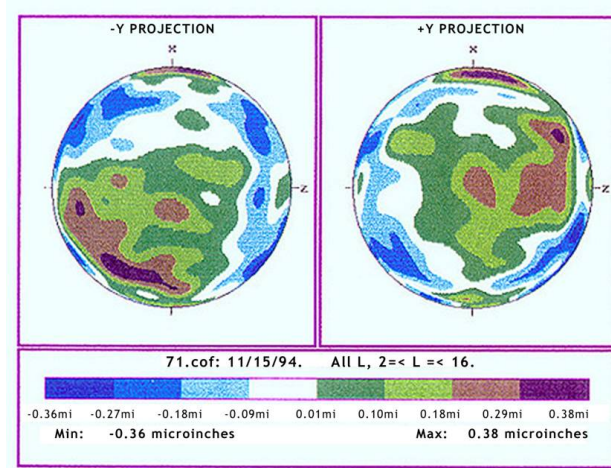 -Y PROJECTION
+Y PROJECTION
X
X
Z
Z
71.cof: 11/15/94. All L, 2=< L =< 16.
-0.36mi -0.27mi -0.18mi -0.09mi 0.01mi 0.10mi 0.18mi 0.29mi 0.38mi
Min: -0.36 microinches Max: 0.38 microinches